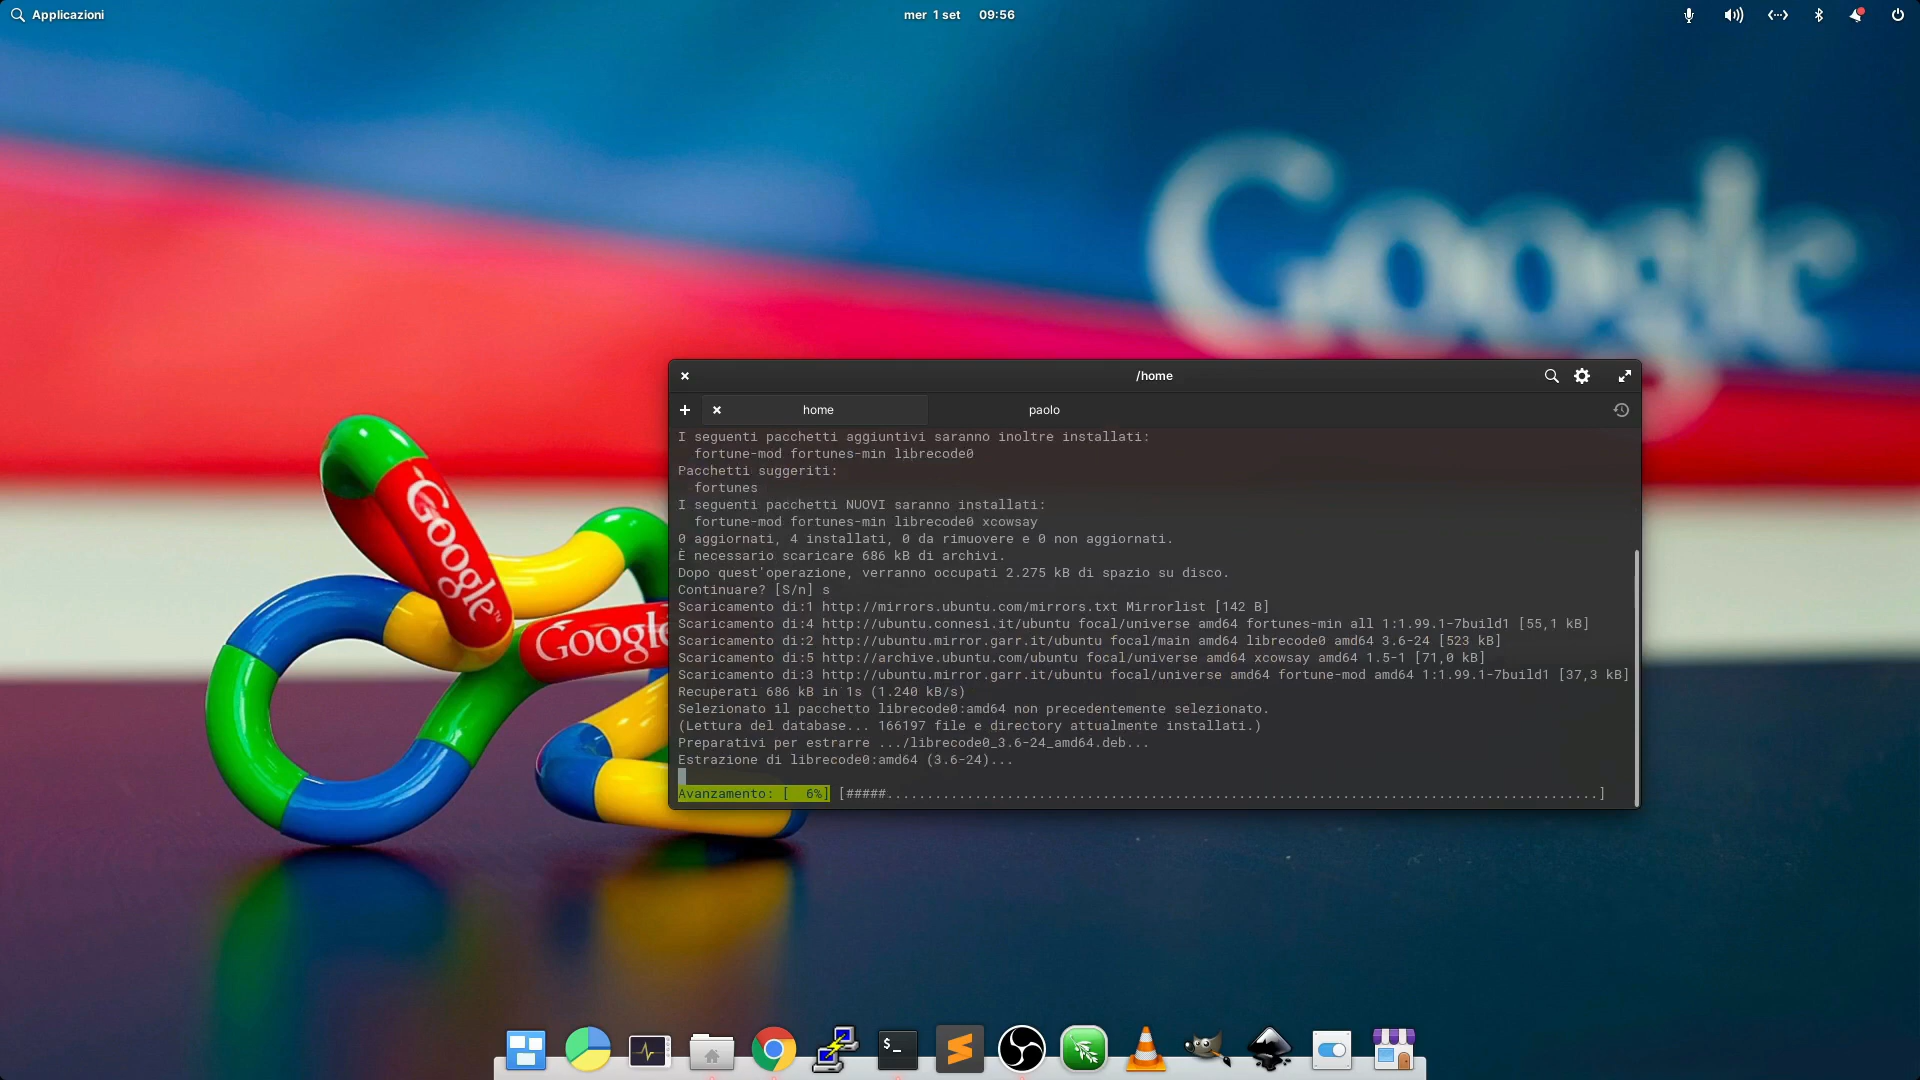 Applicazioni
mer 1 set 09:56
Google
Google
Google
/home
home
paolo
I seguenti pacchetti aggiuntivi saranno inoltre installati:
fortune-mod fortunes-min librecode0
Pacchetti suggeriti:
fortunes
I seguenti pacchetti NUOVI saranno installati:
fortune-mod fortunes-min librecode0 xcowsay
0 aggiornati, 4 installati, 0 da rimuovere e 0 non aggiornati.
È necessario scaricare 686 kB di archivi.
Dopo quest'operazione, verranno occupati 2.275 kB di spazio su disco.
Continuare? [S/n] s
Scaricamento di:1 http://mirrors.ubuntu.com/mirrors.txt Mirrorlist [142 B]
Scaricamento di:4 http://ubuntu.connesi.it/ubuntu focal/universe amd64 fortunes-min all 1:1.99.1-7build1 [55,1 kB]
Scaricamento di:2 http://ubuntu.mirror.garr.it/ubuntu focal/main amd64 librecode0 amd64 3.6-24 [523 kB]
Scaricamento di:5 http://archive.ubuntu.com/ubuntu focal/universe amd64 xcowsay amd64 1.5-1 [71,0 kB]
Scaricamento di:3 http://ubuntu.mirror.garr.it/ubuntu focal/universe amd64 fortune-mod amd64 1:1.99.1-7build1 [37,3 kB]
Recuperati 686 kB in 1s (1.240 kB/s)
Selezionato il pacchetto librecode0:amd64 non precedentemente selezionato.
(Lettura del database... 166197 file e directory attualmente installati.)
Preparativi per estrarre .../librecode0_3.6-24_amd64.deb...
Estrazione di librecode0:amd64 (3.6-24)...
Avanzamento: [  6%] [#####.........................................................................................]
$_